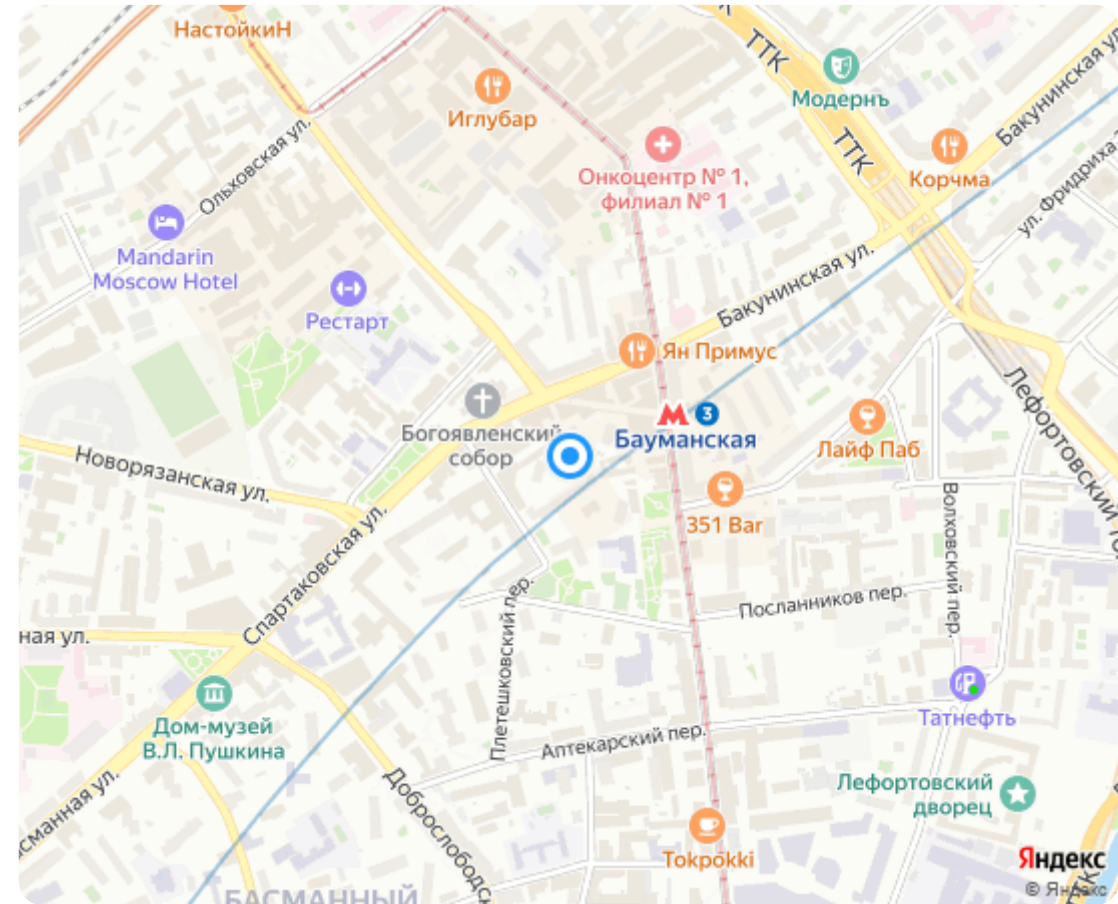 НастойкиН
ТТК
Модернъ
Иглубар
Бакунинская ул.
Ольховская ул.
Онкоцентр № 1,
филиал № 1
ТТК
Корчма
ул. Фридриха
Mandarin
Moscow Hotel
Рестарт
Бакунинская ул.
Ян Примус
Лефортовский
3
Бауманская
Богоявленский
собор
Лайф Паб
Новорязанская ул.
351 Bar
Волховский пер.
Спартаковская ул.
Плетешковский пер.
Посланников пер.
ная ул.
Дом-музей
В.Л. Пушкина
Татнефть
Аптекарский пер.
Лефортовский
дворец
асманная ул.
Доброслободск
Tokpokki
БАСМАННЫЙ
Яндекс
© Яндекс